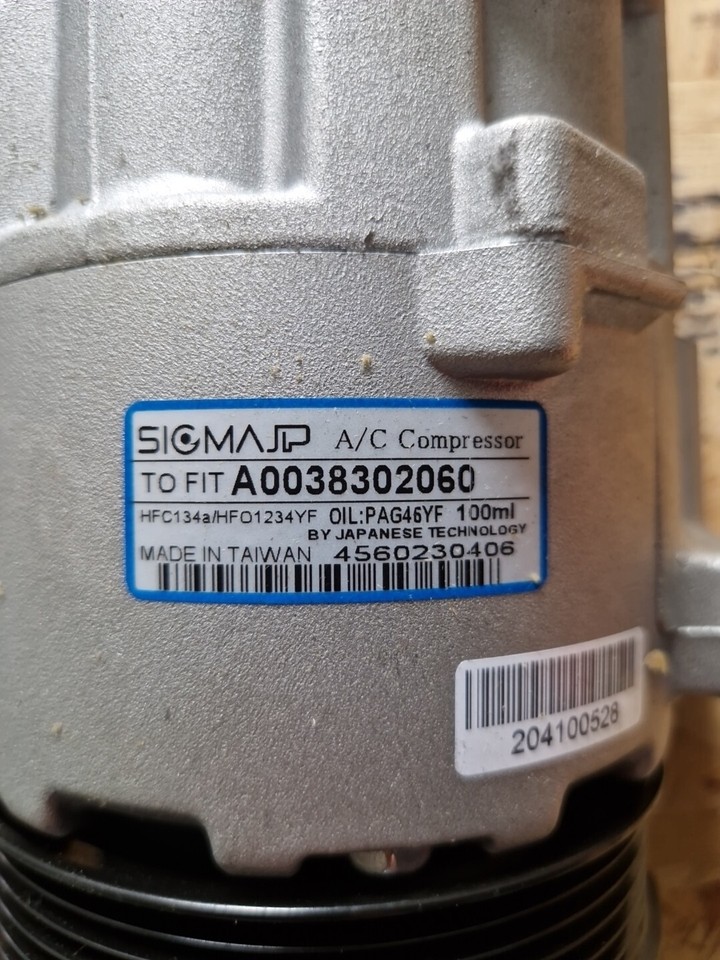 SIGMAJP A/C Compressor
TO FIT A0038302060
HFC134a/HFO1234YF OIL:PAG46YF 100ml
BY JAPANESE TECHNOLOGY
MADE IN TAIWAN 4560230406
204100528